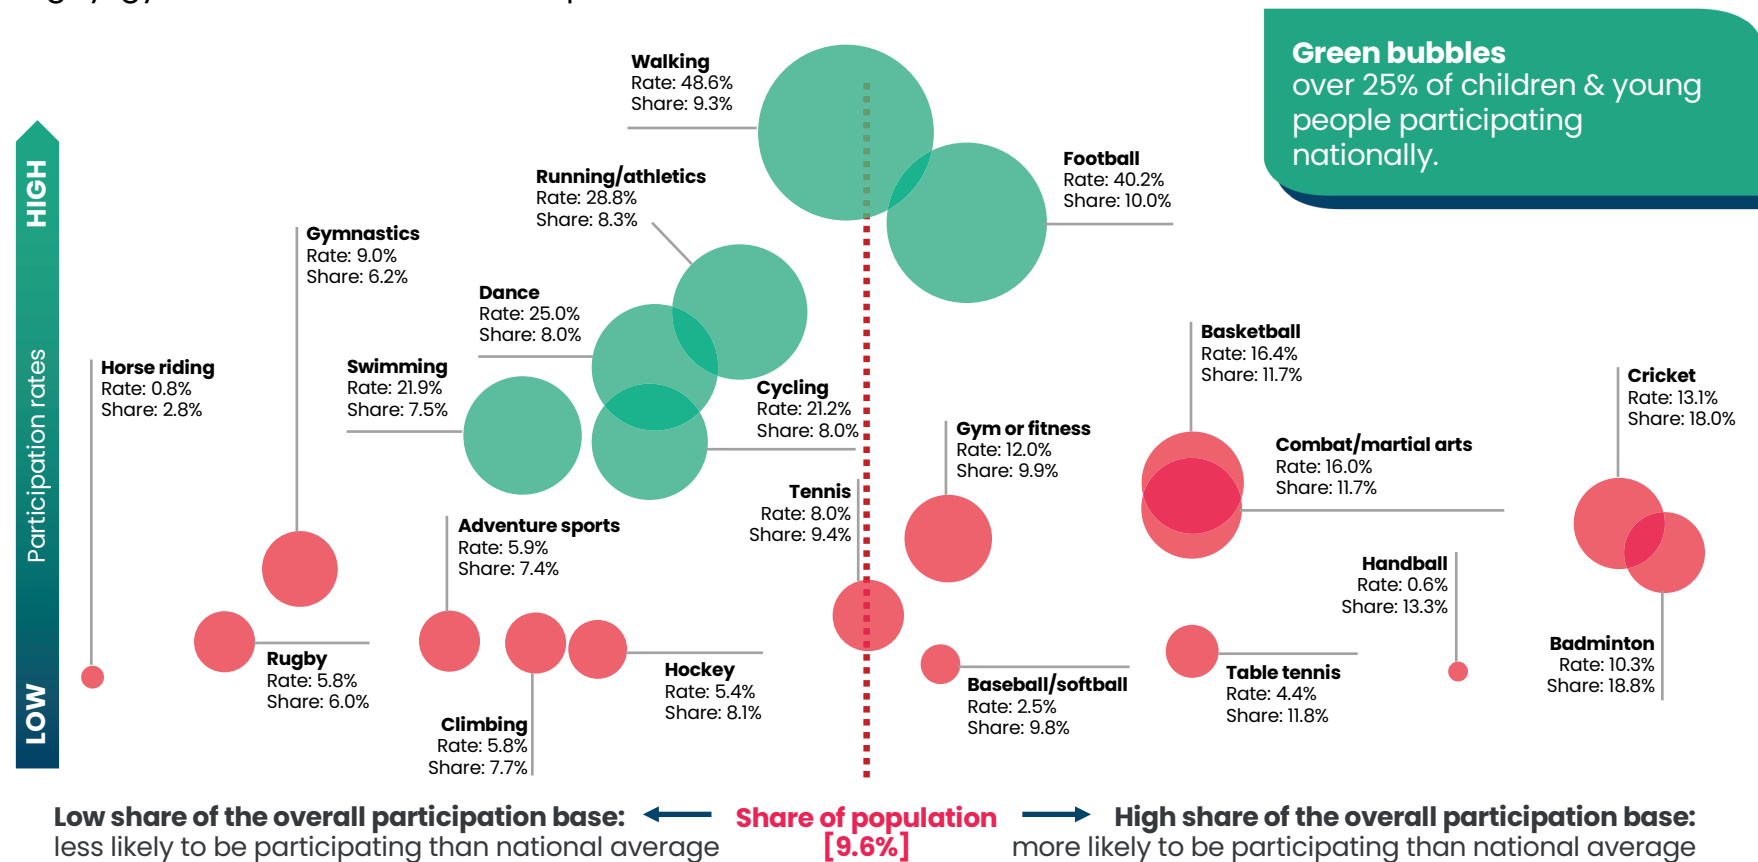 Green bubbles
over 25% of children & young
people participating
nationally.
HIGH
Participation rates
LOW
Walking
Rate: 48.6%
Share: 9.3%
Football
Rate: 40.2%
Share: 10.0%
Running/athletics
Rate: 28.8%
Share: 8.3%
Gymnastics
Rate: 9.0%
Share: 6.2%
Dance
Rate: 25.0%
Share: 8.0%
Horse riding
Rate: 0.8%
Share: 2.8%
Swimming
Rate: 21.9%
Share: 7.5%
Cycling
Rate: 21.2%
Share: 8.0%
Basketball
Rate: 16.4%
Share: 11.7%
Cricket
Rate: 13.1%
Share: 18.0%
Gym or fitness
Rate: 12.0%
Share: 9.9%
Combat/martial arts
Rate: 16.0%
Share: 11.7%
Tennis
Rate: 8.0%
Share: 9.4%
Adventure sports
Rate: 5.9%
Share: 7.4%
Handball
Rate: 0.6%
Share: 13.3%
Rugby
Rate: 5.8%
Share: 6.0%
Climbing
Rate: 5.8%
Share: 7.7%
Hockey
Rate: 5.4%
Share: 8.1%
Baseball/softball
Rate: 2.5%
Share: 9.8%
Table tennis
Rate: 4.4%
Share: 11.8%
Badminton
Rate: 10.3%
Share: 18.8%
Low share of the overall participation base:
less likely to be participating than national average
Share of population
[9.6%]
High share of the overall participation base:
more likely to be participating than national average